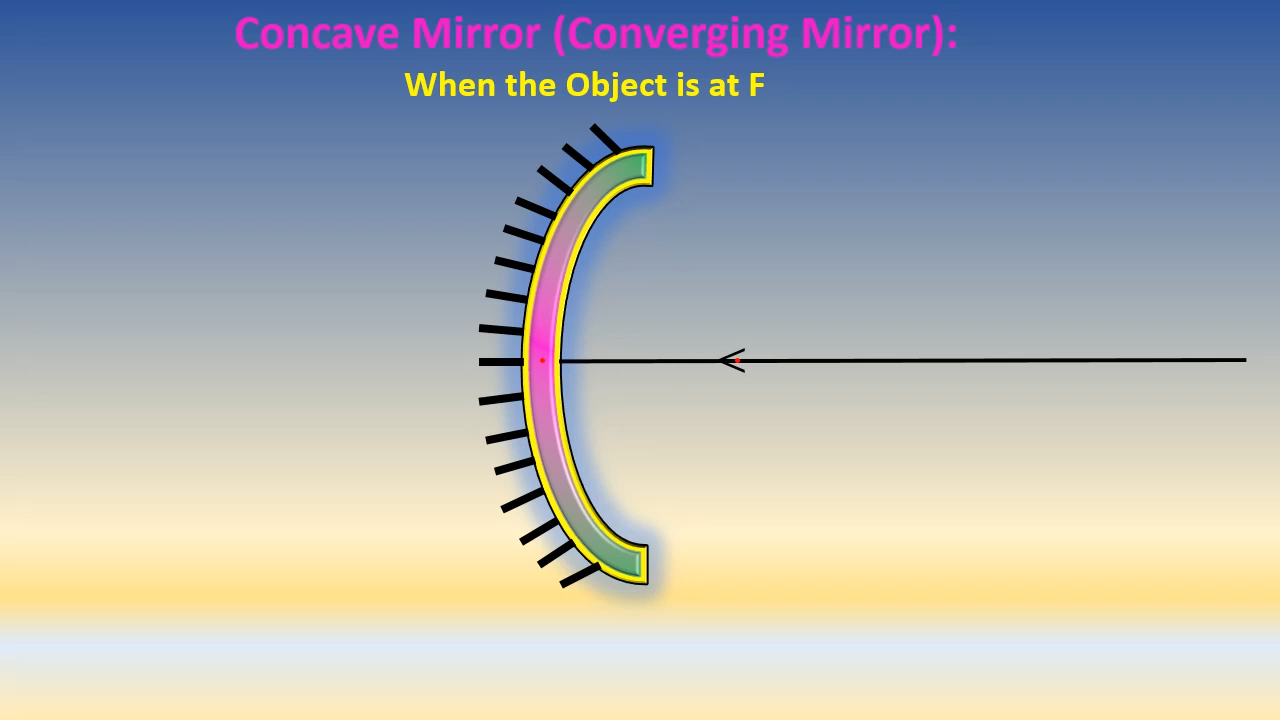 Concave Mirror (Converging Mirror):
When the Object is at F